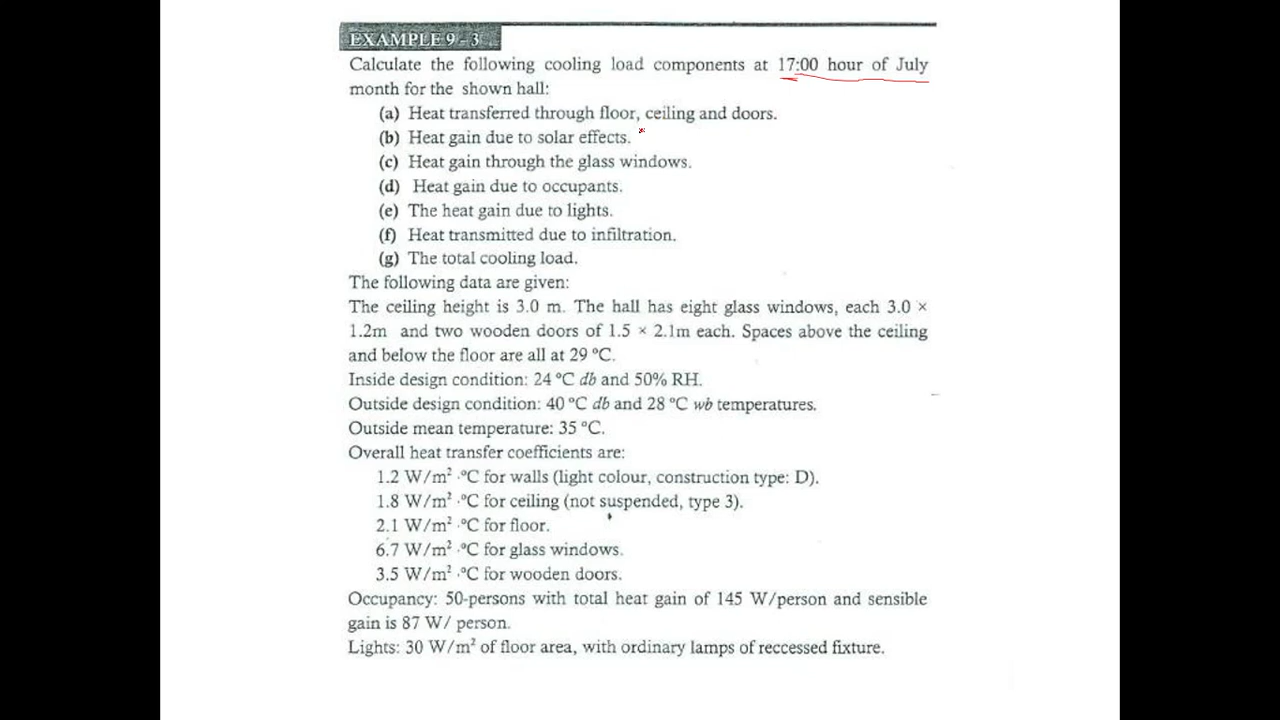 EXAMPLE 9 - 3
Calculate the following cooling load components at 17:00 hour of July
month for the shown hall:
(a) Heat transferred through floor, ceiling and doors.
(b) Heat gain due to solar effects.
(c) Heat gain through the glass windows.
(d) Heat gain due to occupants.
(e) The heat gain due to lights.
(f) Heat transmitted due to infiltration.
(g) The total cooling load.
The following data are given:
The ceiling height is 3.0 m. The hall has eight glass windows, each 3.0 ×
1.2m and two wooden doors of 1.5 × 2.1m each. Spaces above the ceiling
and below the floor are all at 29 °C.
Inside design condition: 24 °C db and 50% RH.
Outside design condition: 40 °C db and 28 °C wb temperatures.
Outside mean temperature: 35 °C.
Overall heat transfer coefficients are:
1.2 W/m² ·°C for walls (light colour, construction type: D).
1.8 W/m² ·°C for ceiling (not suspended, type 3).
2.1 W/m² ·°C for floor.
6.7 W/m² ·°C for glass windows.
3.5 W/m² ·°C for wooden doors.
Occupancy: 50-persons with total heat gain of 145 W/person and sensible
gain is 87 W/ person.
Lights: 30 W/m² of floor area, with ordinary lamps of reccessed fixture.